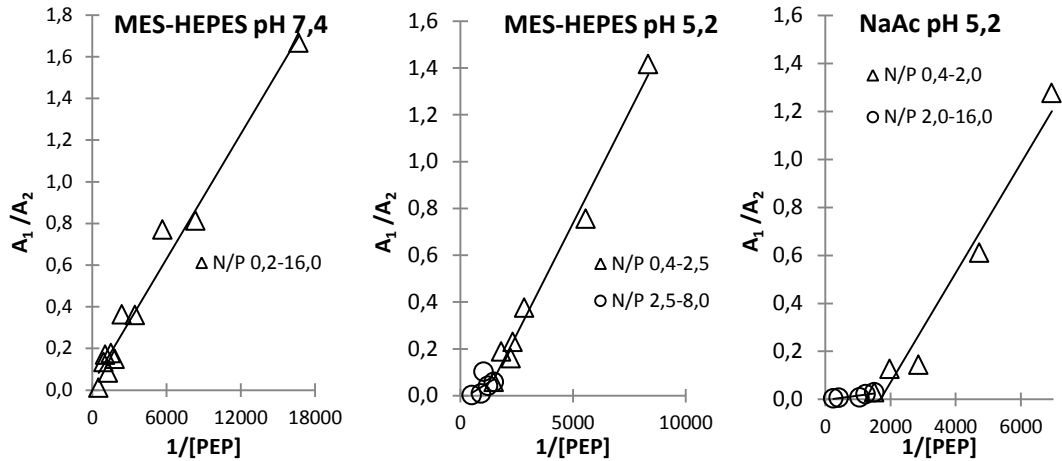 MES-HEPES pH 7,4
A1 /A2
1,8
1,6
1,4
1,2
1,0
0,8
0,6
0,4
0,2
0,0
N/P 0,2-16,0
0 6000 12000 18000
1/[PEP]
MES-HEPES pH 5,2
A1 /A2
1,6
1,4
1,2
1,0
0,8
0,6
0,4
0,2
0,0
N/P 0,4-2,5
N/P 2,5-8,0
0 5000 10000
1/[PEP]
NaAc pH 5,2
A1 /A2
1,6
1,4
1,2
1,0
0,8
0,6
0,4
0,2
0,0
N/P 0,4-2,0
N/P 2,0-16,0
0 2000 4000 6000
1/[PEP]